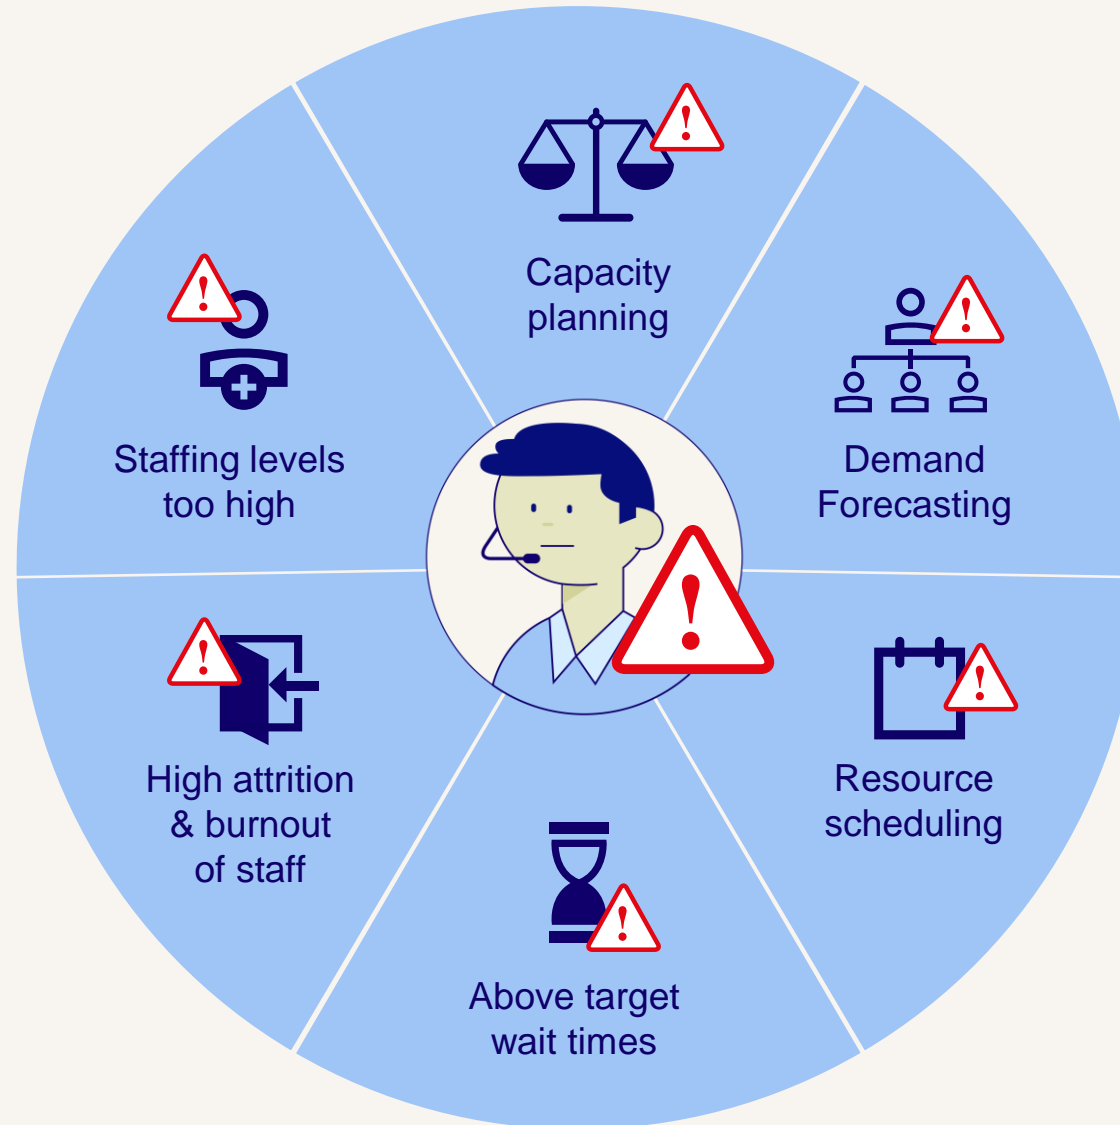 Capacity
planning
Demand
Forecasting
Resource
scheduling
Above target
wait times
High attrition
& burnout
of staff
Staffing levels
too high